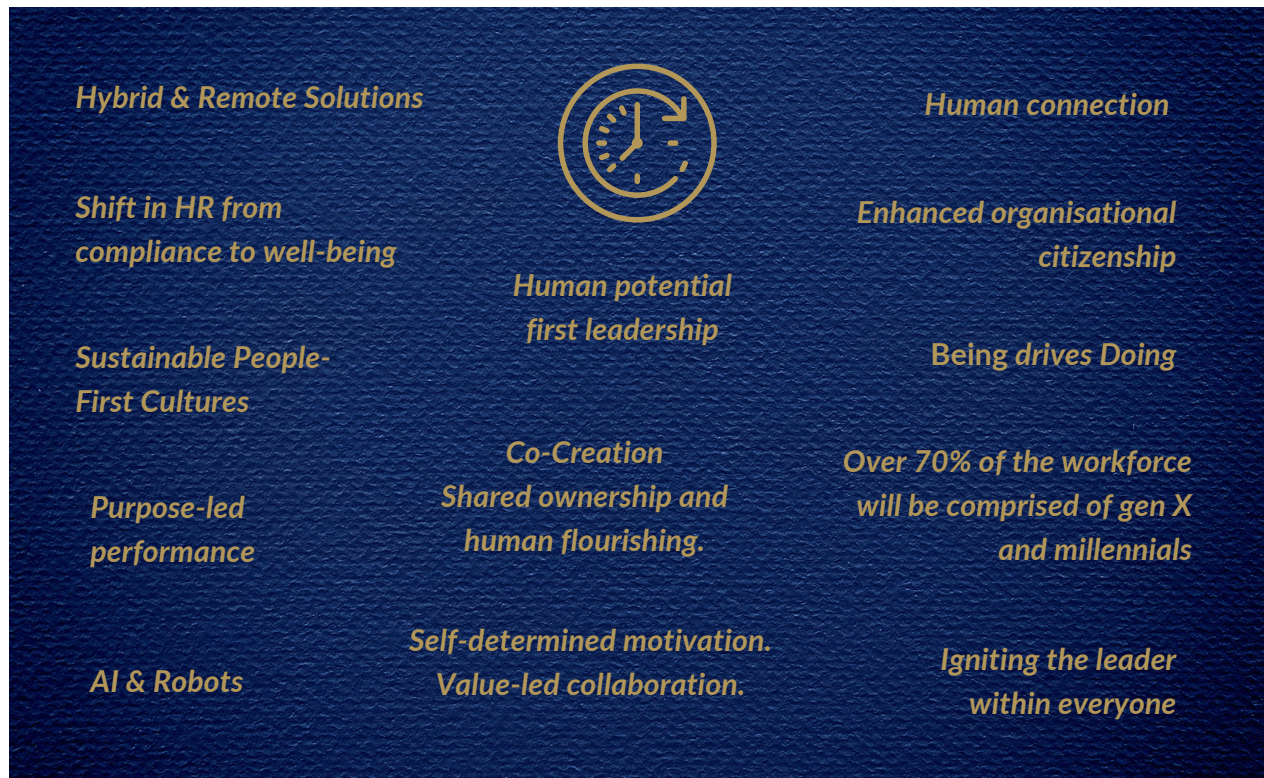 Hybrid & Remote Solutions
Shift in HR from
compliance to well-being
Sustainable People-
First Cultures
Purpose-led
performance
AI & Robots
Human potential
first leadership
Co-Creation
Shared ownership and
human flourishing.
Self-determined motivation.
Value-led collaboration.
Human connection
Enhanced organisational
citizenship
Being drives Doing
Over 70% of the workforce
will be comprised of gen X
and millennials
Igniting the leader
within everyone